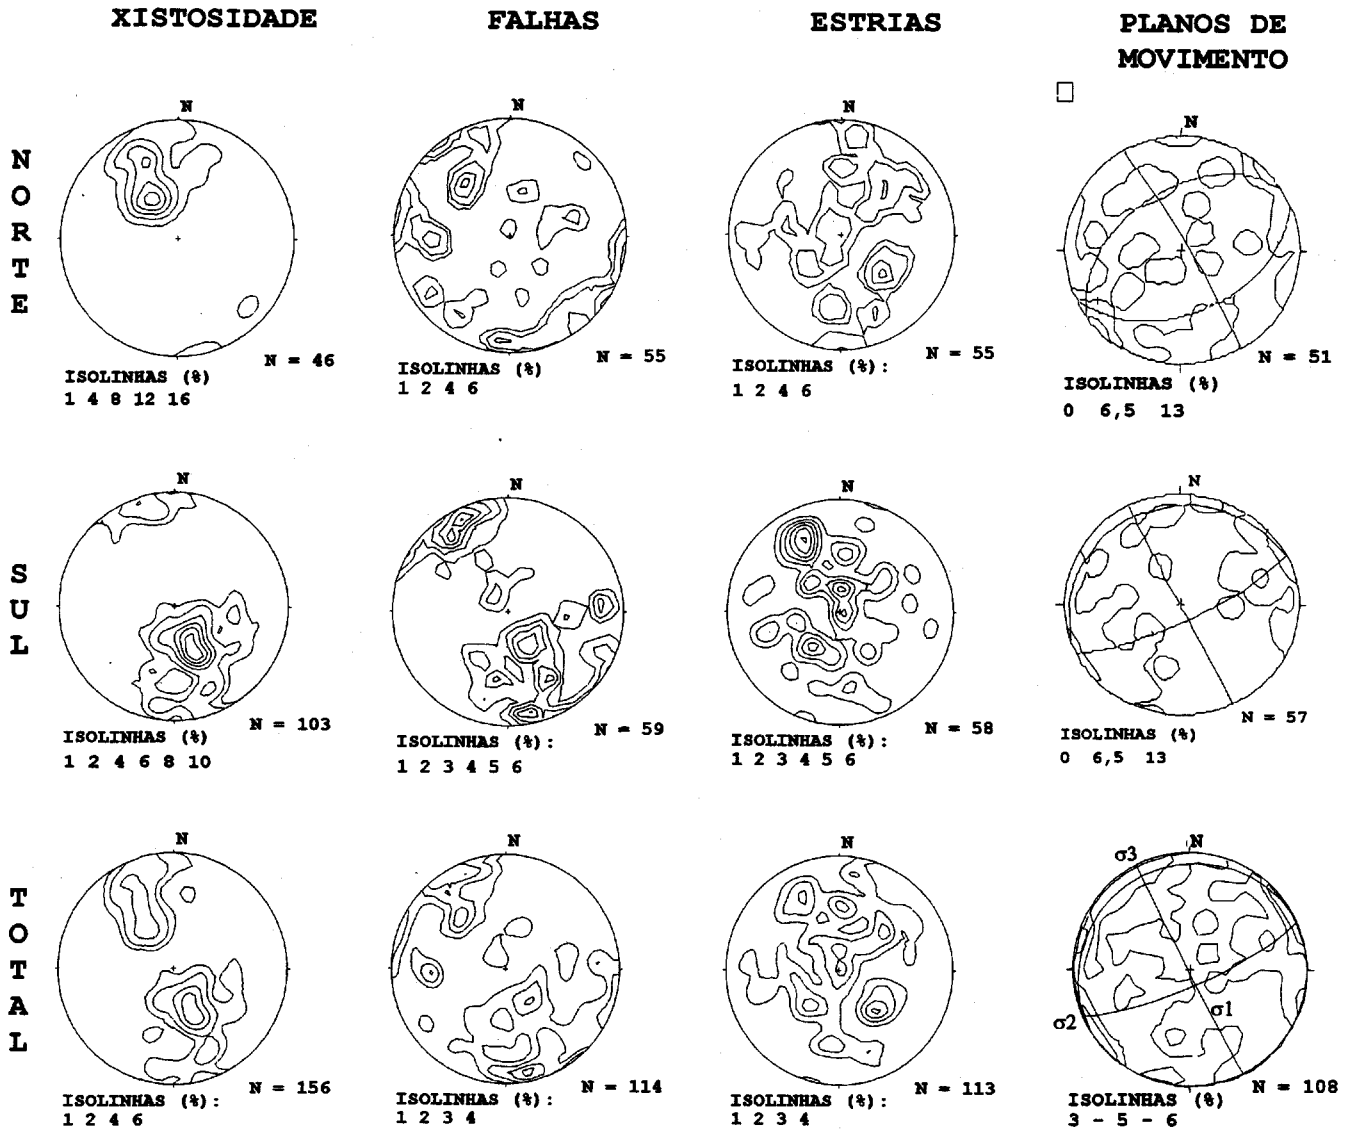 XISTOSIDADE
FALHAS
ESTRIAS
PLANOS DE
MOVIMENTO
NORTE
N
N = 46
ISOLINHAS (%)
1 4 8 12 16
N
N = 55
ISOLINHAS (%)
1 2 4 6
N
N = 55
ISOLINHAS (%):
1 2 4 6
N
N = 51
ISOLINHAS (%)
0 6,5 13
SUL
N
N = 103
ISOLINHAS (%)
1 2 4 6 8 10
N
N = 59
ISOLINHAS (%):
1 2 3 4 5 6
N
N = 58
ISOLINHAS (%):
1 2 3 4 5 6
N
N = 57
ISOLINHAS (%)
0 6,5 13
TOTAL
N
N = 156
ISOLINHAS (%):
1 2 4 6
N
N = 114
ISOLINHAS (%):
1 2 3 4
N
N = 113
ISOLINHAS (%):
1 2 3 4
N
σ3
σ1
σ2
N = 108
ISOLINHAS (%)
3 - 5 - 6